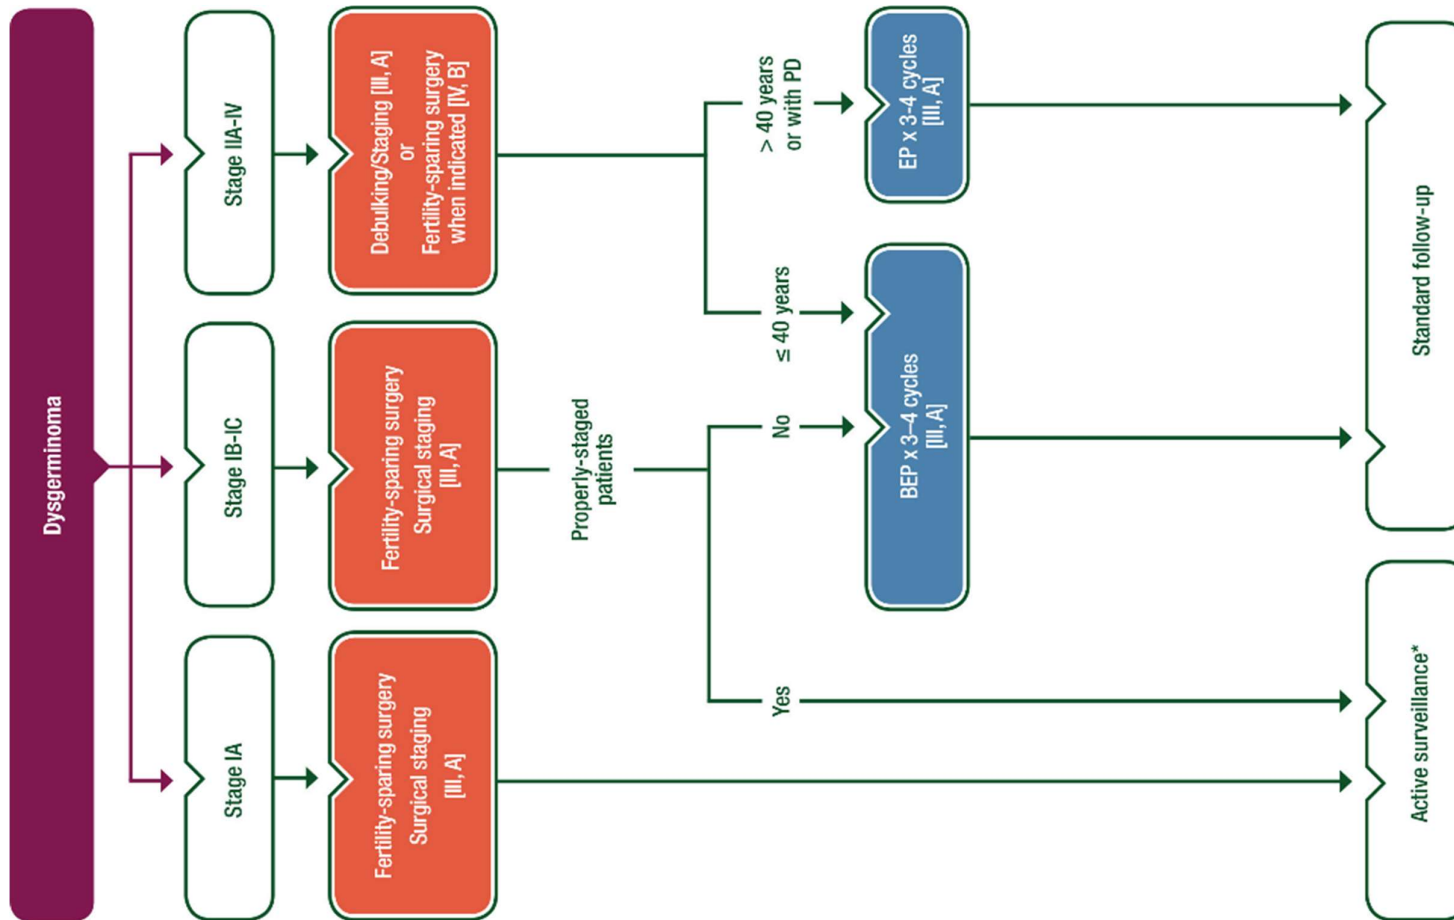 Dysgerminoma
Stage IA
Stage IB-IC
Stage IIA-IV
Fertility-sparing surgery
Surgical staging
[III, A]
Fertility-sparing surgery
Surgical staging
[III, A]
Debulking/Staging [III, A]
or
Fertility-sparing surgery
when indicated [IV, B]
Properly-staged
patients
Yes
No
≤ 40 years
> 40 years
or with PD
BEP x 3–4 cycles
[III,A]
EP x 3-4 cycles
[III, A]
Active surveillance*
Standard follow-up